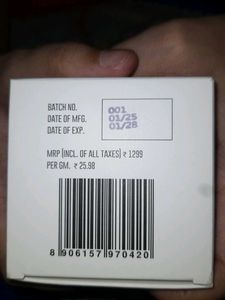 BATCH NO. 001
DATE OF MFG. 01/25
DATE OF EXP. 01/28
MRP (INCL. OF ALL TAXES) ₹ 1299
PER GM. ₹ 25.98
8 906157 970420